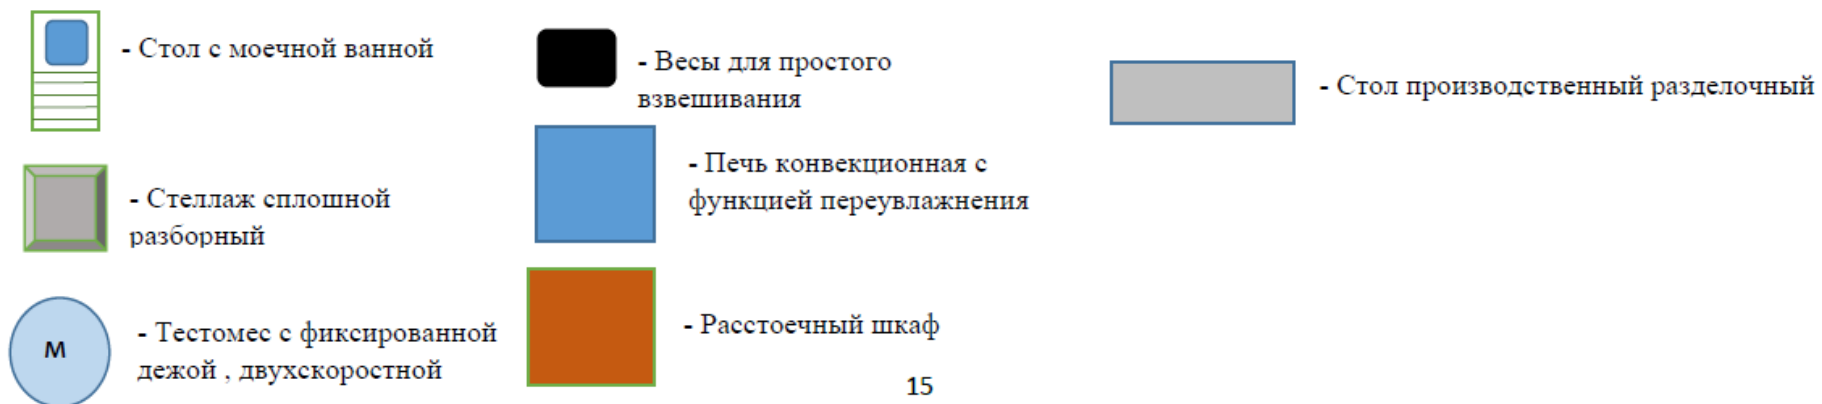 - Стол с моечной ванной
- Стеллаж сплошной
разборный
М
- Тестомес с фиксированной
дежой , двухскоростной
- Весы для простого
взвешивания
- Печь конвекционная с
функцией переувлажнения
- Расстоечный шкаф
- Стол производственный разделочный
15